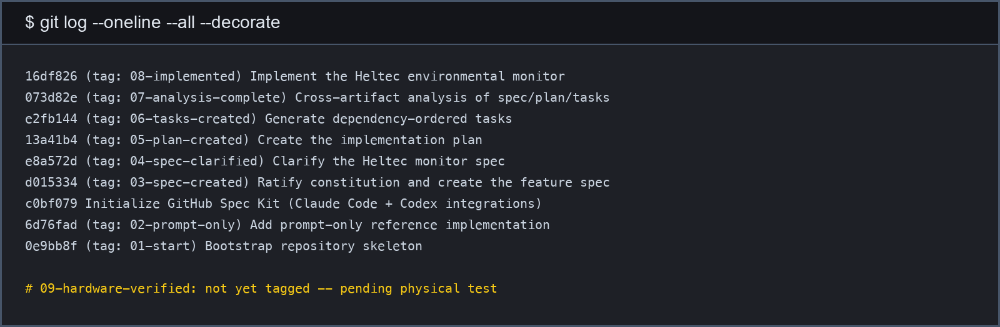 $ git log --oneline --all --decorate
16df826 (tag: 08-implemented) Implement the Heltec environmental monitor
073d82e (tag: 07-analysis-complete) Cross-artifact analysis of spec/plan/tasks
e2fb144 (tag: 06-tasks-created) Generate dependency-ordered tasks
13a41b4 (tag: 05-plan-created) Create the implementation plan
e8a572d (tag: 04-spec-clarified) Clarify the Heltec monitor spec
d015334 (tag: 03-spec-created) Ratify constitution and create the feature spec
c0bf079 Initialize GitHub Spec Kit (Claude Code + Codex integrations)
6d76fad (tag: 02-prompt-only) Add prompt-only reference implementation
0e9bb8f (tag: 01-start) Bootstrap repository skeleton
# 09-hardware-verified: not yet tagged -- pending physical test